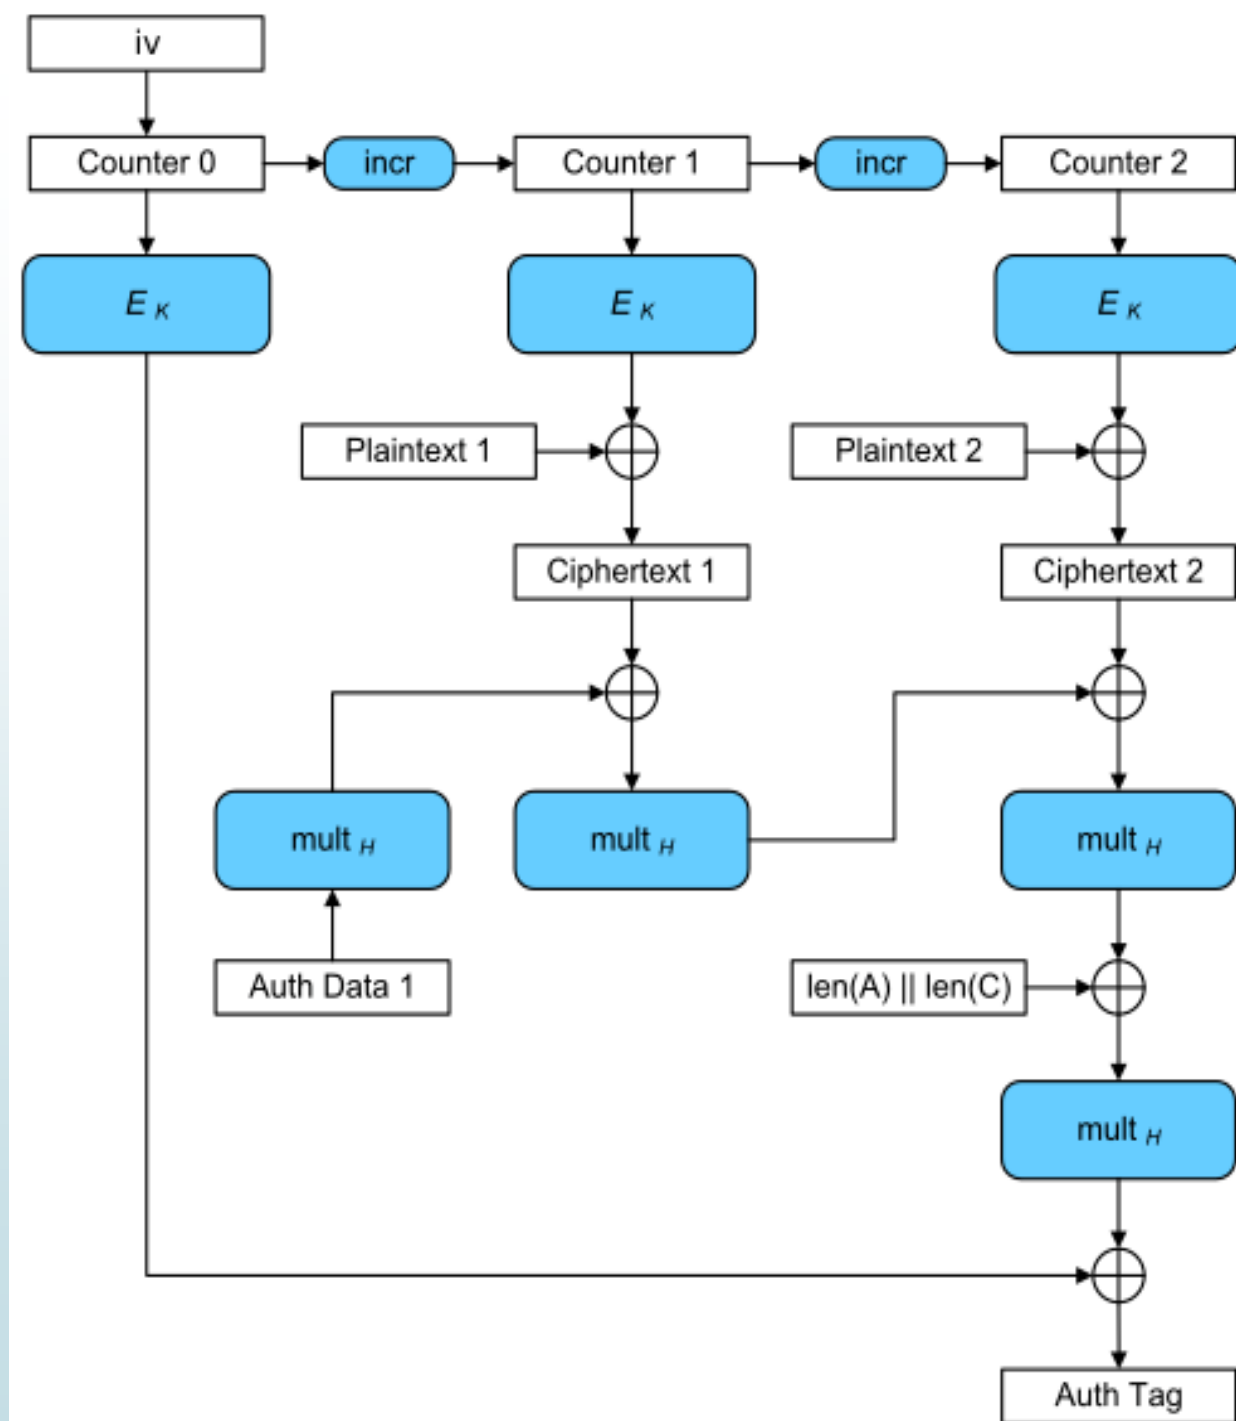 iv
Counter 0
incr
Counter 1
incr
Counter 2
E K
E K
E K
Plaintext 1
Plaintext 2
Ciphertext 1
Ciphertext 2
mult H
mult H
mult H
Auth Data 1
len(A) || len(C)
mult H
Auth Tag